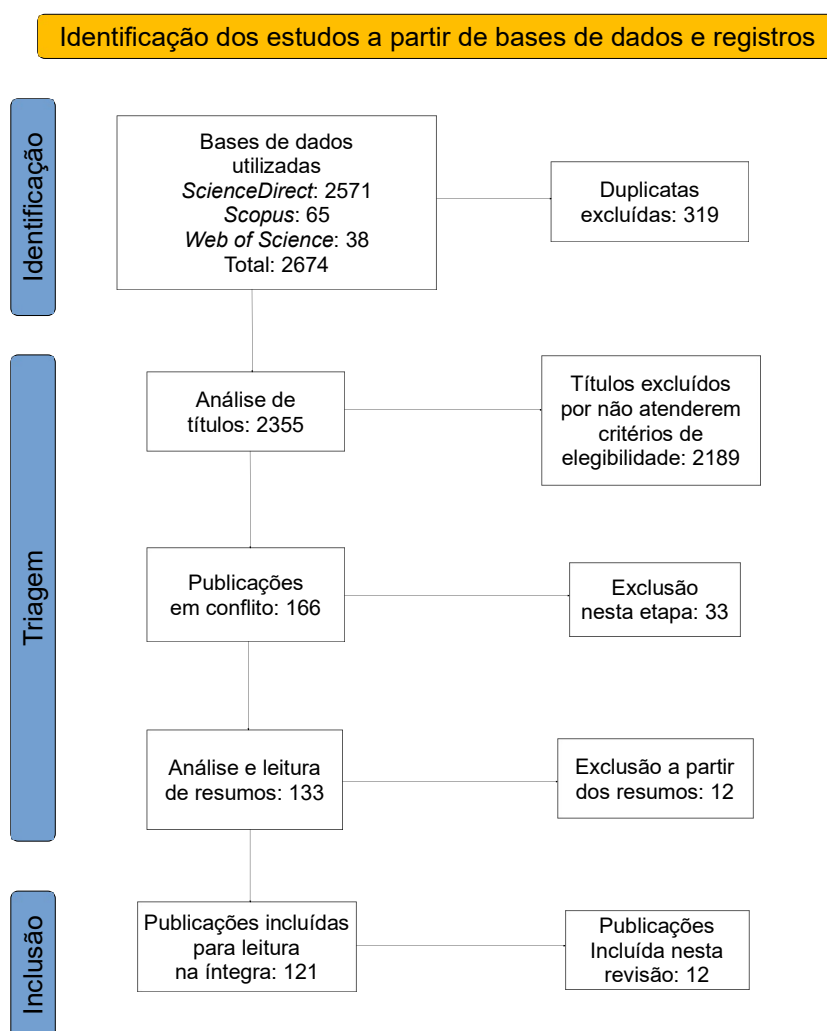 Identificação dos estudos a partir de bases de dados e registros
Identificação
Bases de dados
utilizadas
ScienceDirect: 2571
Scopus: 65
Web of Science: 38
Total: 2674
Duplicatas
excluídas: 319
Triagem
Análise de
títulos: 2355
Títulos excluídos
por não atenderem
critérios de
elegibilidade: 2189
Publicações
em conflito: 166
Exclusão
nesta etapa: 33
Análise e leitura
de resumos: 133
Exclusão a partir
dos resumos: 12
Inclusão
Publicações incluídas
para leitura
na íntegra: 121
Publicações
Incluída nesta
revisão: 12